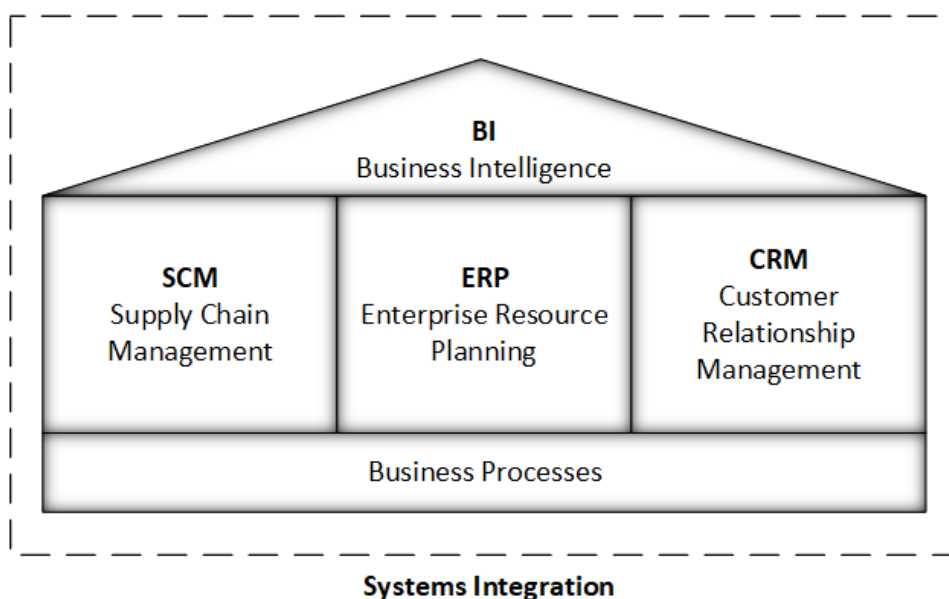 BI
Business Intelligence
SCM
Supply Chain
Management
ERP
Enterprise Resource
Planning
CRM
Customer
Relationship
Management
Business Processes
Systems Integration